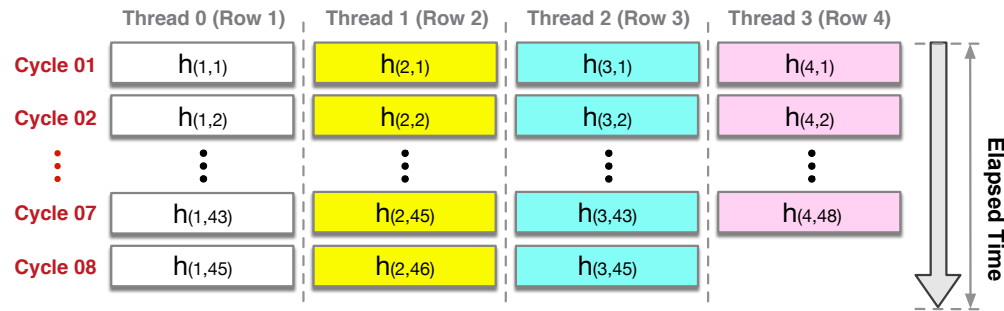 Thread 0 (Row 1) Thread 1 (Row 2) Thread 2 (Row 3) Thread 3 (Row 4)
Cycle 01 h(1,1) h(2,1) h(3,1) h(4,1)
Cycle 02 h(1,2) h(2,2) h(3,2) h(4,2)
Cycle 07 h(1,43) h(2,45) h(3,43) h(4,48)
Cycle 08 h(1,45) h(2,46) h(3,45)
Elapsed Time